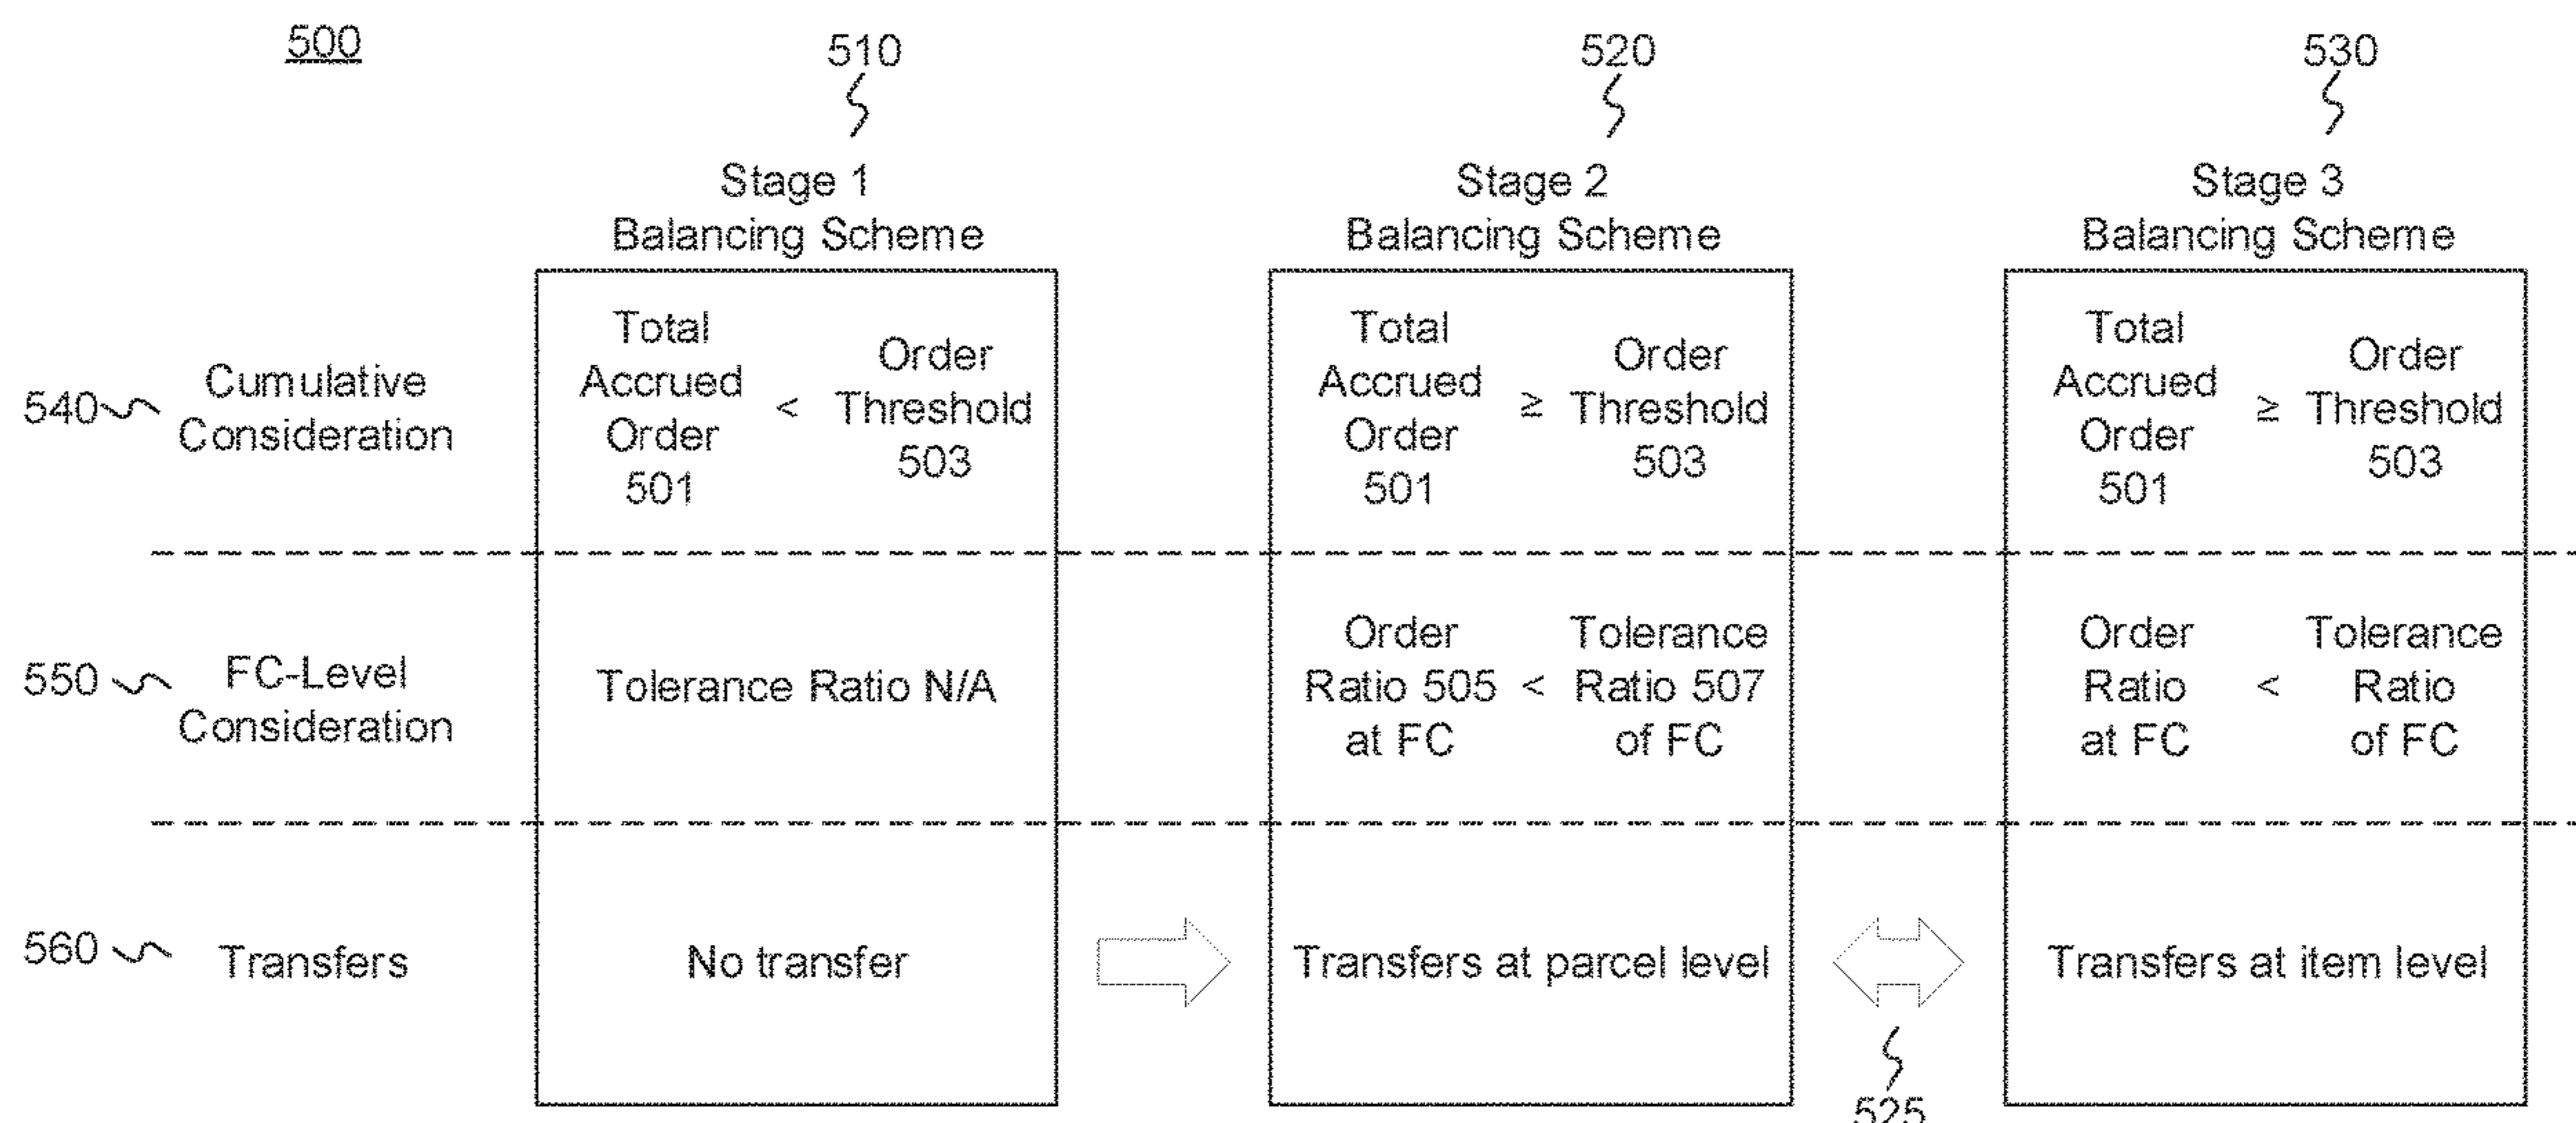 500
510
520
530
Stage 1
Balancing Scheme
Stage 2
Balancing Scheme
Stage 3
Balancing Scheme
540
Cumulative
Consideration
Total
Accrued
Order
501
<
Order
Threshold
503
Total
Accrued
Order
501
≥
Order
Threshold
503
Total
Accrued
Order
501
≥
Order
Threshold
503
550
FC-Level
Consideration
Tolerance Ratio N/A
Order
Ratio 505
at FC
<
Tolerance
Ratio 507
of FC
Order
Ratio
at FC
<
Tolerance
Ratio
of FC
560
Transfers
No transfer
Transfers at parcel level
Transfers at item level
525